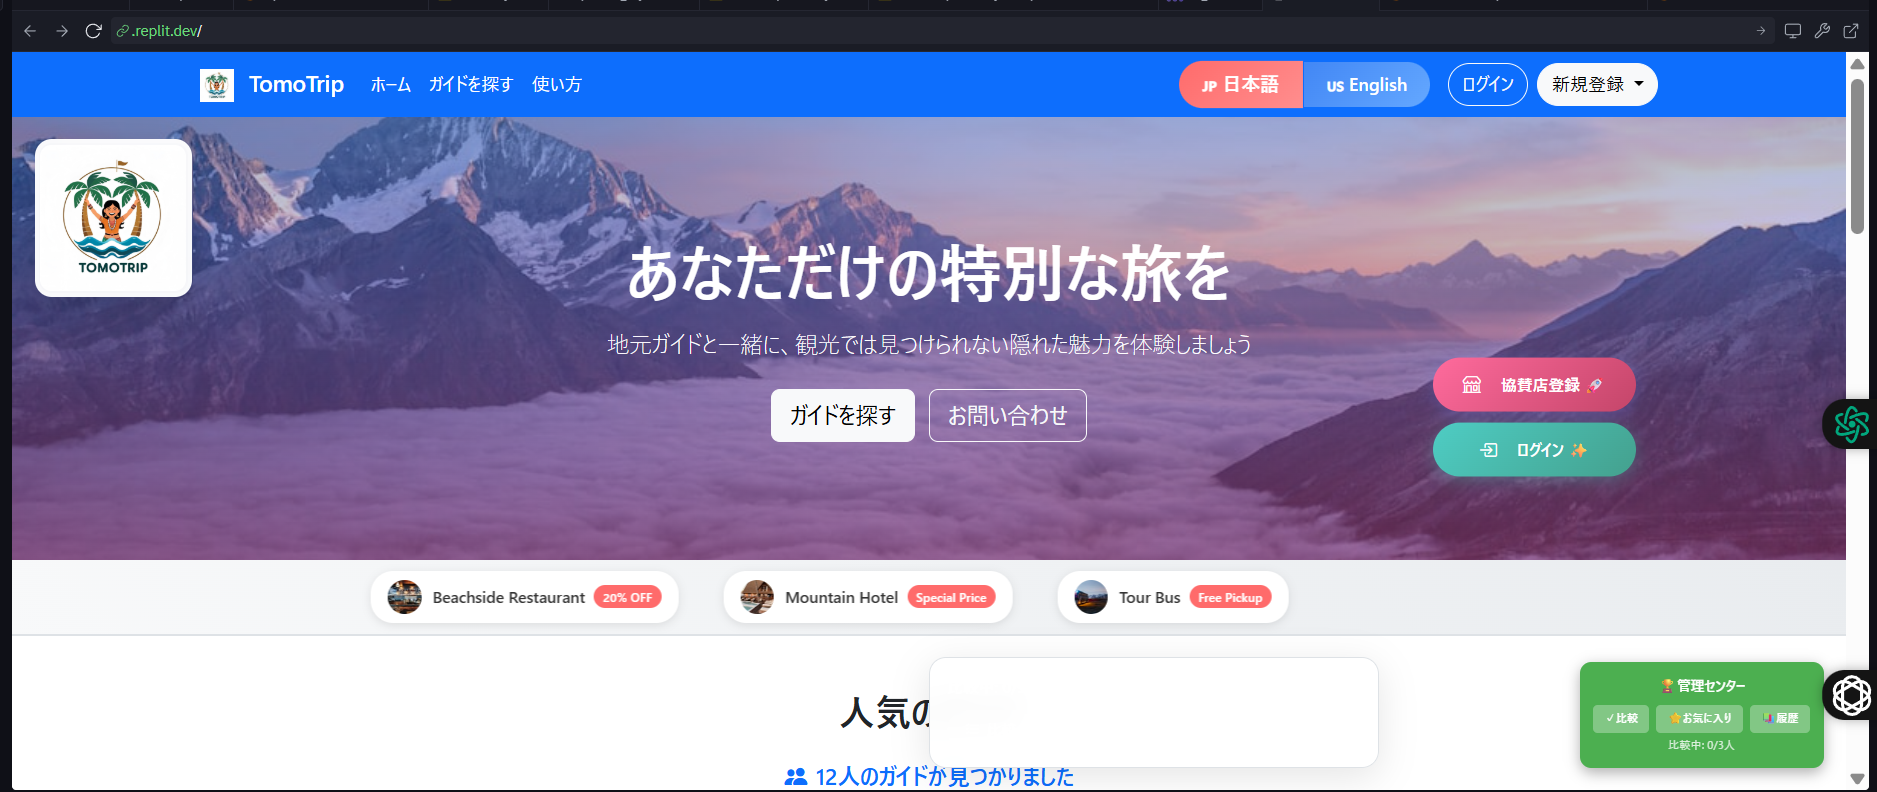 .replit.dev/
TomoTrip
ホーム
ガイドを探す
使い方
JP 日本語
US English
ログイン
新規登録
TOMOTRIP
あなただけの特別な旅を
地元ガイドと一緒に、観光では見つけられない隠れた魅力を体験しましょう
ガイドを探す
お問い合わせ
協賛店登録 🚀
ログイン ✨
Beachside Restaurant 20% OFF
Mountain Hotel Special Price
Tour Bus Free Pickup
人気の
12人のガイドが見つかりました
🏆 管理センター
✓比較
⭐お気に入り
📊履歴
比較中: 0/3人